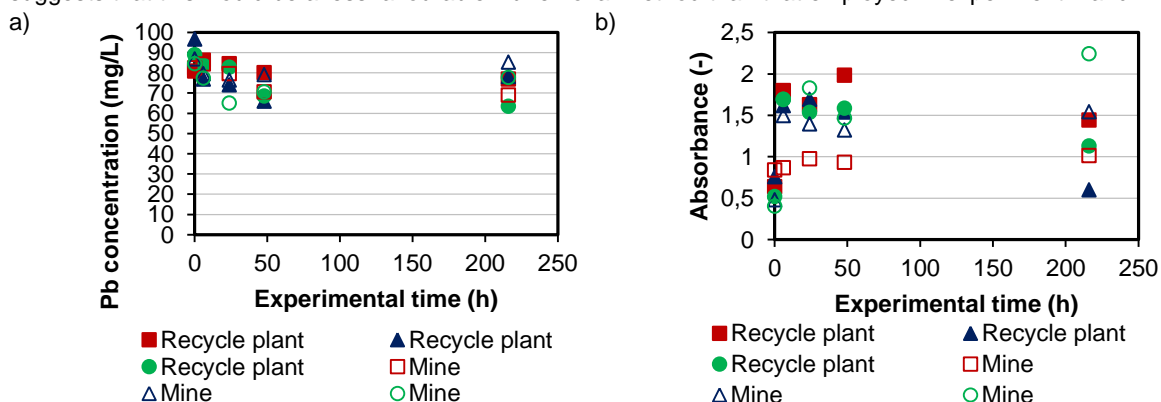 suggests that
a)
100
90
80
70
60
50
40
30
20
10
0
0 50 100 150 200 250
Pb concentration (mg/L)
Experimental time (h)
Recycle plant Recycle plant
Recycle plant Mine
Mine Mine
b)
2,5
2
1,5
1
0,5
0
0 50 100 150 200 250
Absorbance (-)
Experimental time (h)
Recycle plant Recycle plant
Recycle plant Mine
Mine Mine